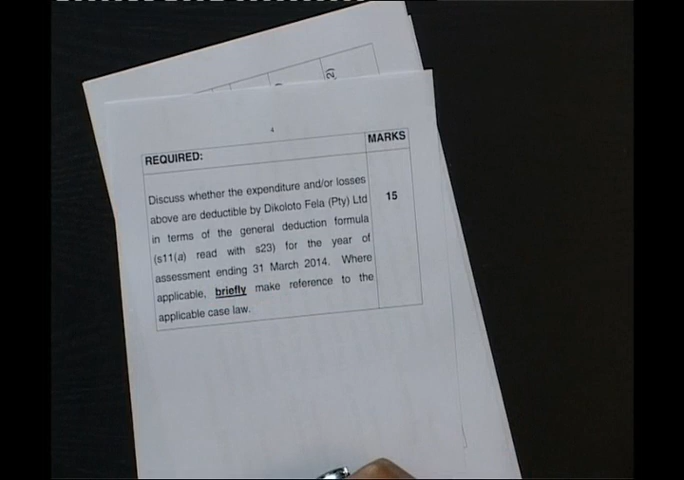 2)
4
REQUIRED:
MARKS
Discuss whether the expenditure and/or losses
above are deductible by Dikoloto Fela (Pty) Ltd
in terms of the general deduction formula
(s11(a) read with s23) for the year of
assessment ending 31 March 2014. Where
applicable, briefly make reference to the
applicable case law.
15